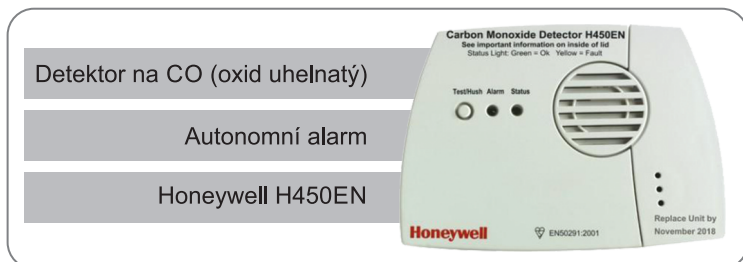 Detektor na CO (oxid uhelnatý)
Autonomní alarm
Honeywell H450EN
Carbon Monoxide Detector H450EN
See important information on inside of lid
Status Light: Green = Ok Yellow = Fault
Test/Hush Alarm Status
Honeywell
EN50291:2001
Replace Unit by
November 2018